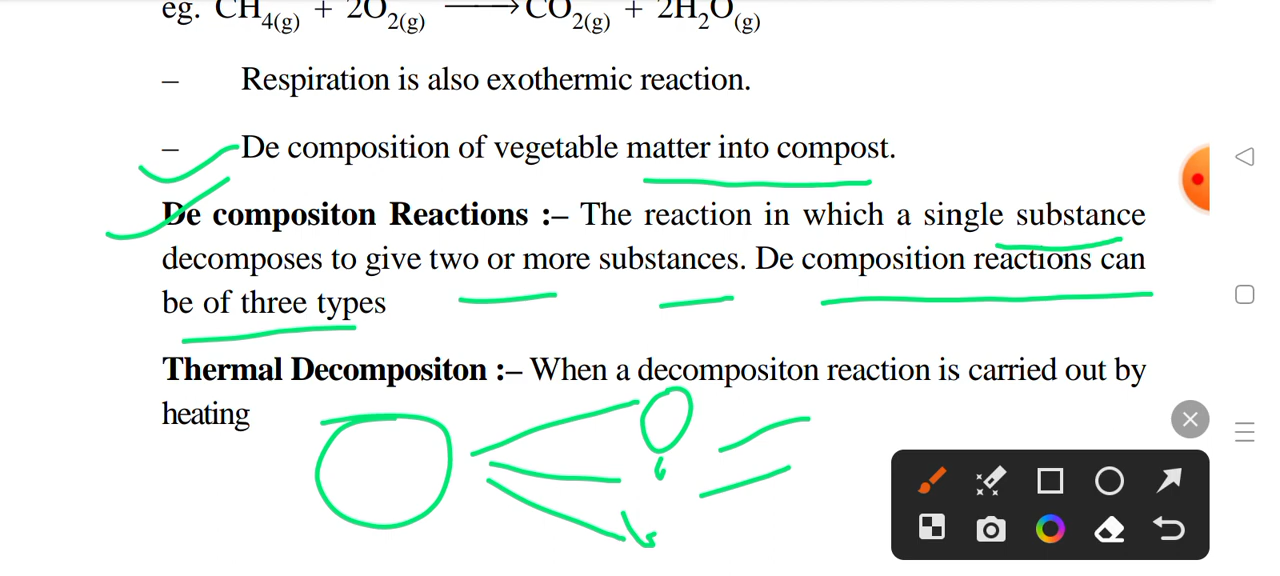 eg. CH4(g) + 2O2(g) ⟶ CO2(g) + 2H2O(g)
– Respiration is also exothermic reaction.
– De composition of vegetable matter into compost.
De compositon Reactions :– The reaction in which a single substance
decomposes to give two or more substances. De composition reactions can
be of three types
Thermal Decompositon :– When a decompositon reaction is carried out by
heating